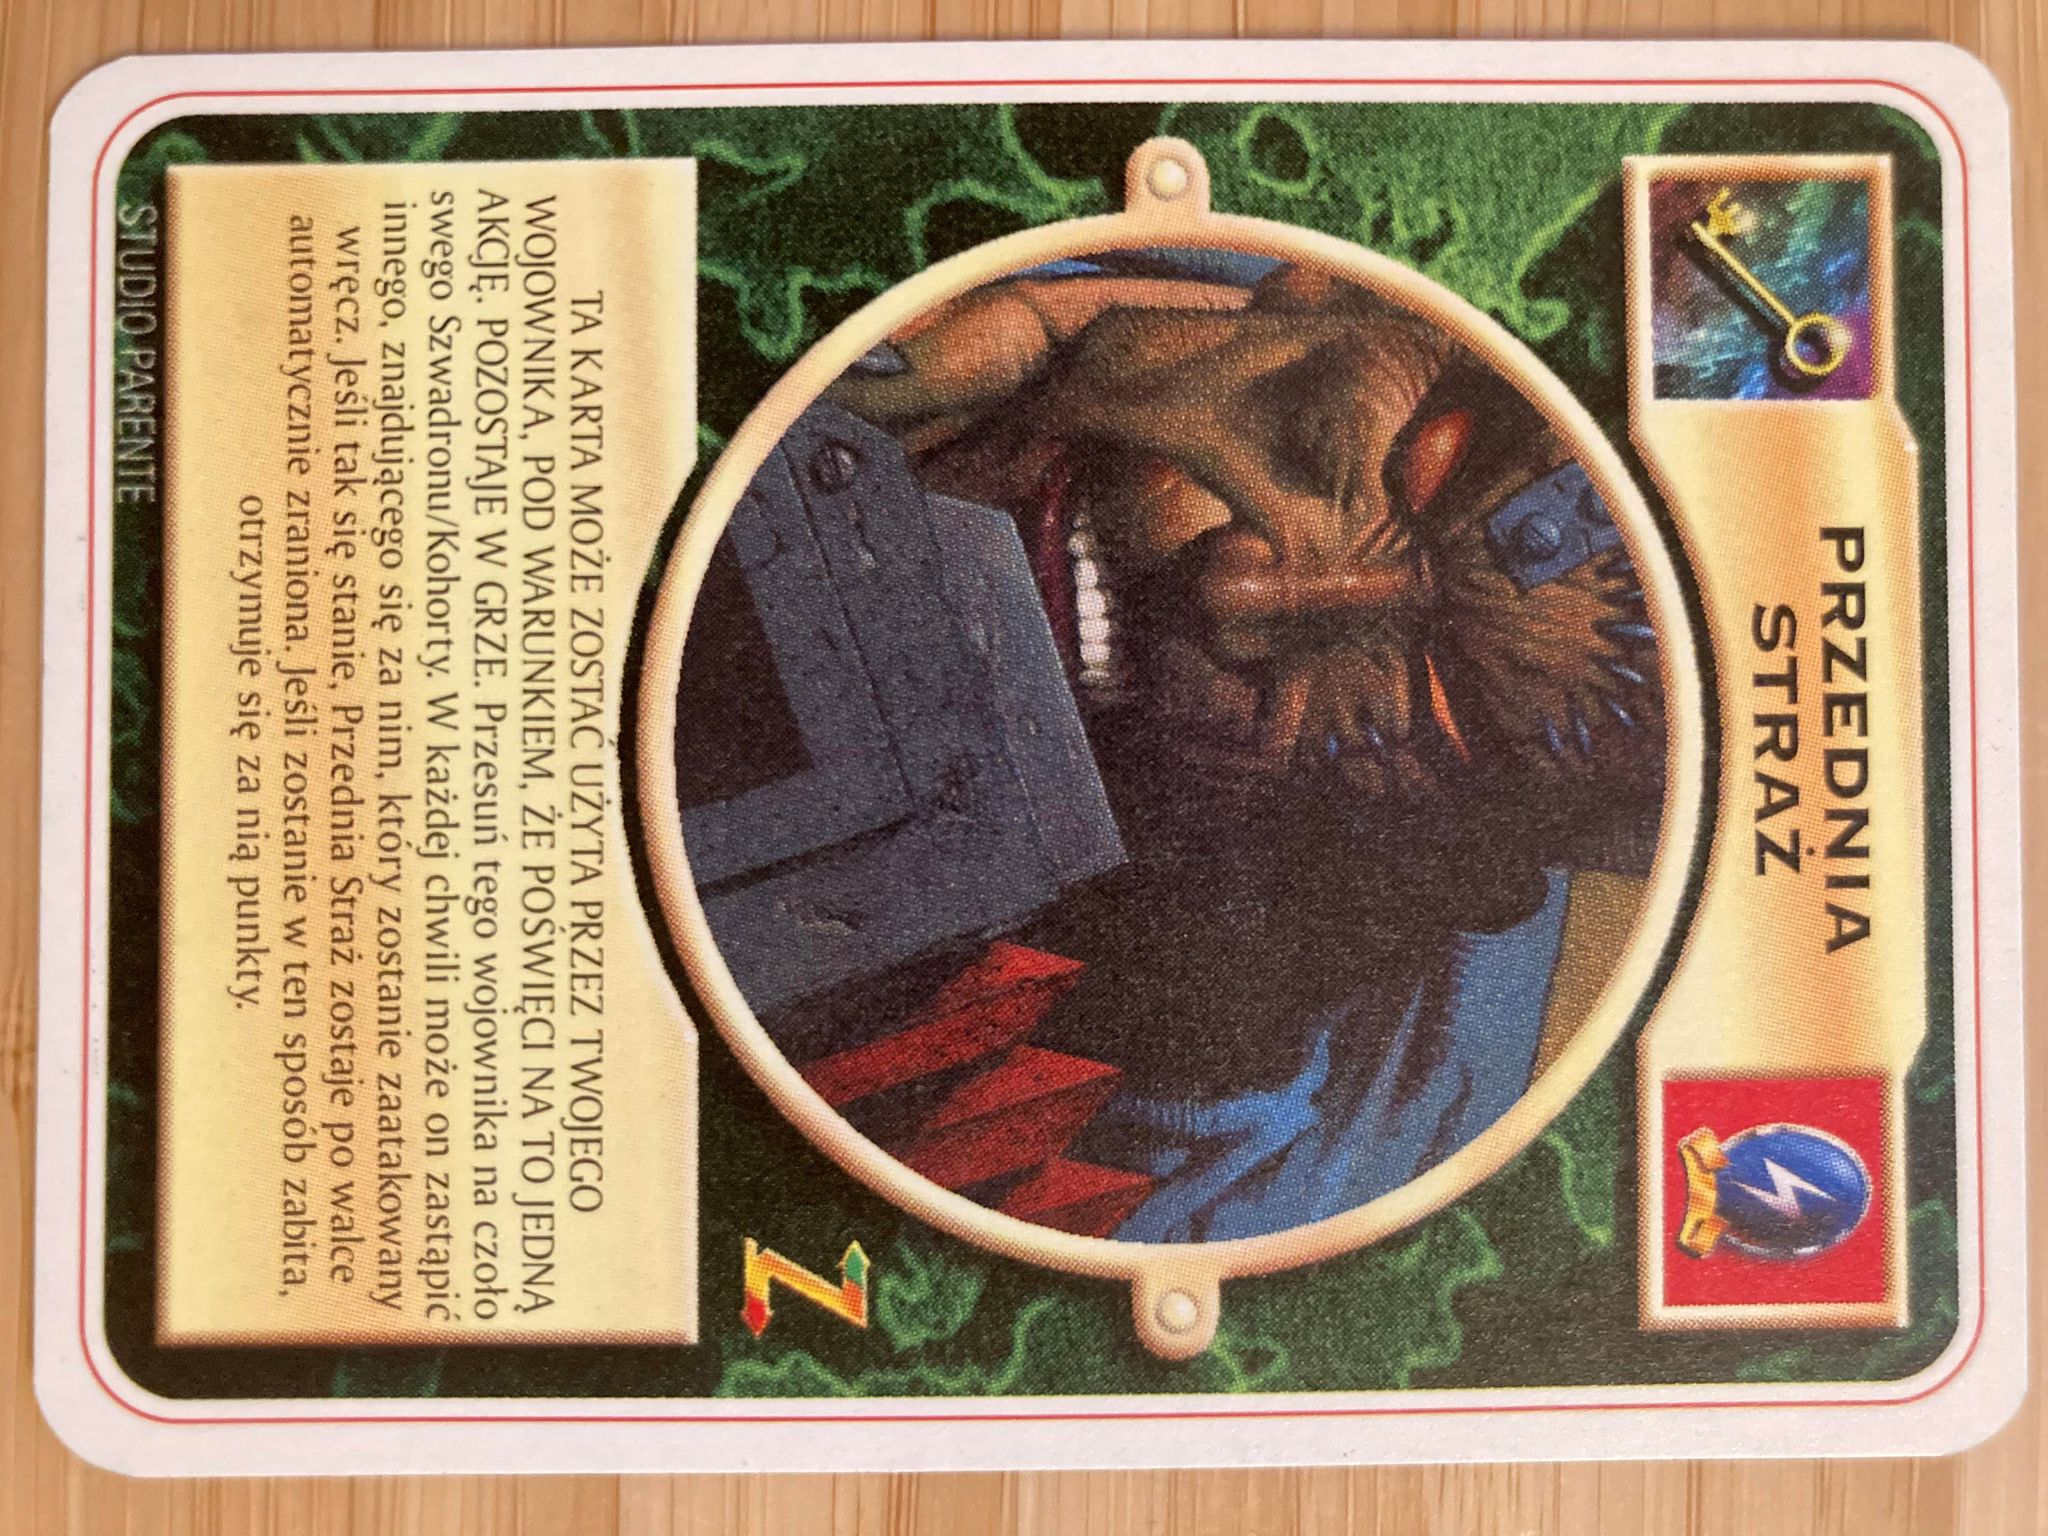 PRZEDNIA
STRAŻ
TA KARTA MOŻE ZOSTAĆ UŻYTA PRZEZ TWOJEGO
WOJOWNIKA, POD WARUNKIEM, ŻE POŚWIĘCI NA TO JEDNĄ
AKCJĘ. POZOSTAJE W GRZE. Przesuń tego wojownika na czoło
swego Szwadronu/Kohorty. W każdej chwili może on zastąpić
innego, znajdującego się za nim, który zostanie zaatakowany
wręcz. Jeśli tak się stanie, Przednia Straż zostaje po walce
automatycznie zraniona. Jeśli zostanie w ten sposób zabita,
otrzymuje się za nią punkty.
STUDIO PARENTE